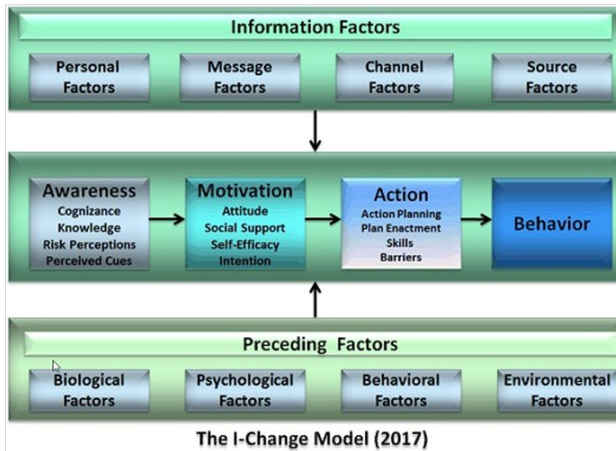 Information Factors
Personal Factors
Message Factors
Channel Factors
Source Factors
Awareness
Cognizance
Knowledge
Risk Perceptions
Perceived Cues
Motivation
Attitude
Social Support
Self-Efficacy
Intention
Action
Action Planning
Plan Enactment
Skills
Barriers
Behavior
Preceding Factors
Biological Factors
Psychological Factors
Behavioral Factors
Environmental Factors
The I-Change Model (2017)